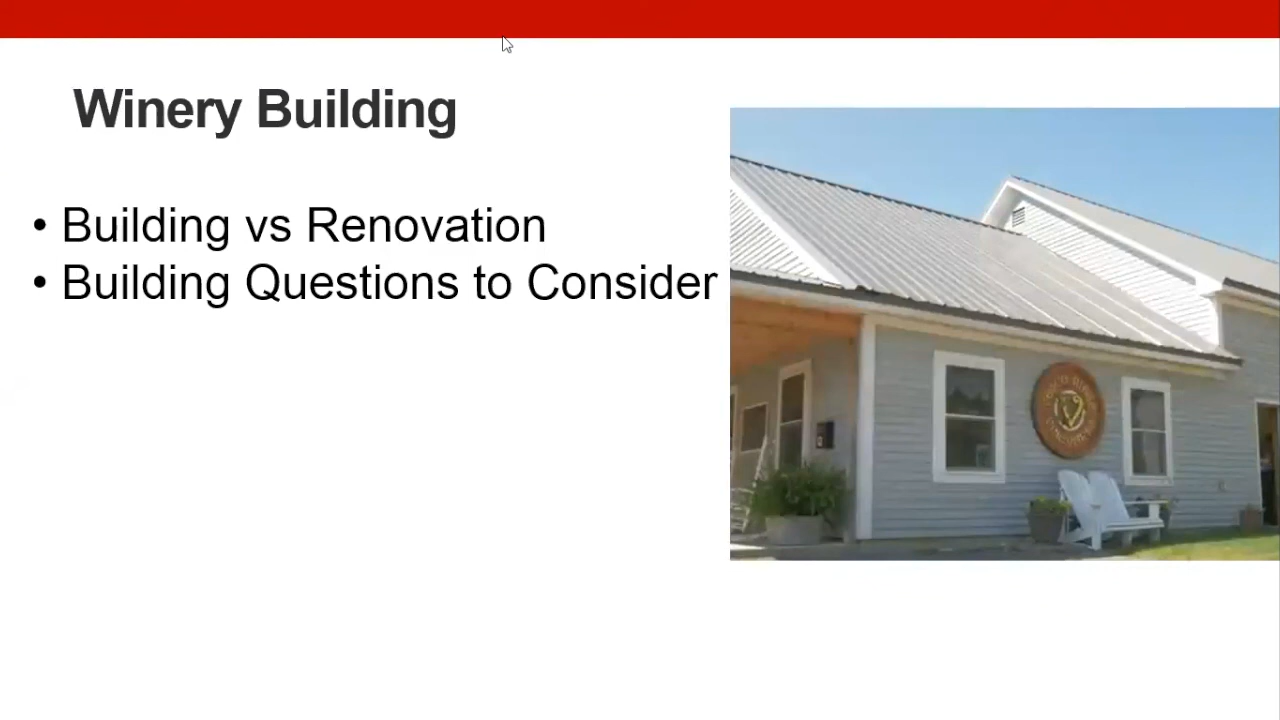 Winery Building
• Building vs Renovation
• Building Questions to Consider